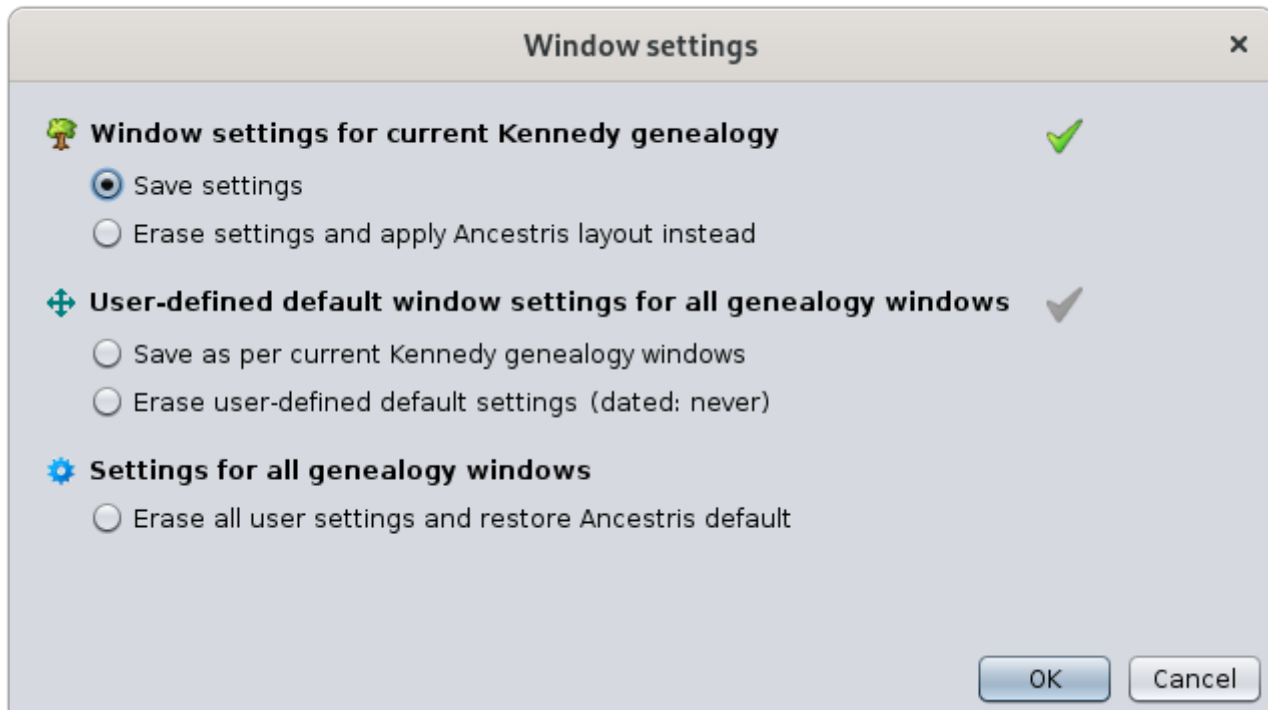 Window settings
Window settings for current Kennedy genealogy
Save settings
Erase settings and apply Ancestris layout instead
User-defined default window settings for all genealogy windows
Save as per current Kennedy genealogy windows
Erase user-defined default settings (dated: never)
Settings for all genealogy windows
Erase all user settings and restore Ancestris default
OK Cancel